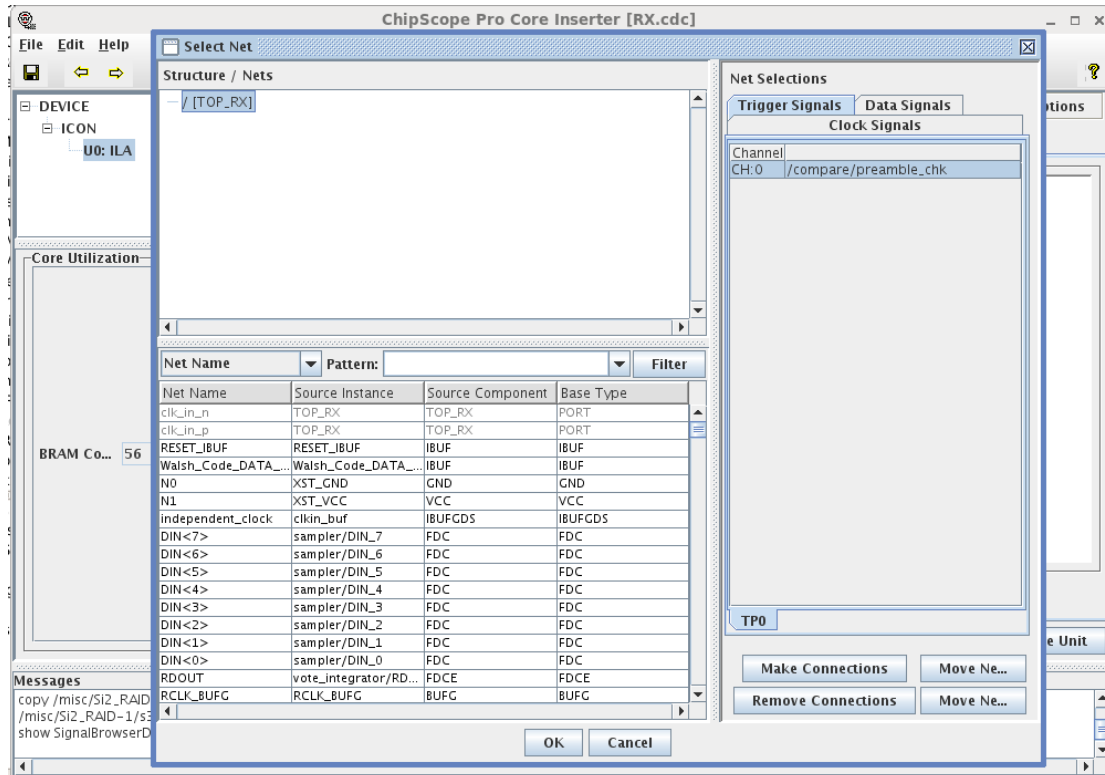 ChipScope Pro Core Inserter [RX.cdc]
File Edit Help
Select Net
DEVICE
ICON
U0: ILA
Core Utilization
BRAM Co... 56
Messages
copy /misc/Si2_RAID
/misc/Si2_RAID-1/s3
show SignalBrowserD
Structure / Nets
/ [TOP_RX]
Net Name Pattern: Filter
Net Name Source Instance Source Component Base Type
clk_in_n TOP_RX TOP_RX PORT
clk_in_p TOP_RX TOP_RX PORT
RESET_IBUF RESET_IBUF IBUF IBUF
Walsh_Code_DATA_... Walsh_Code_DATA_... IBUF IBUF
N0 XST_GND GND GND
N1 XST_VCC VCC VCC
independent_clock clkin_buf IBUFGDS IBUFGDS
DIN<7> sampler/DIN_7 FDC FDC
DIN<6> sampler/DIN_6 FDC FDC
DIN<5> sampler/DIN_5 FDC FDC
DIN<4> sampler/DIN_4 FDC FDC
DIN<3> sampler/DIN_3 FDC FDC
DIN<2> sampler/DIN_2 FDC FDC
DIN<1> sampler/DIN_1 FDC FDC
DIN<0> sampler/DIN_0 FDC FDC
RDOUT vote_integrator/RD... FDCE FDCE
RCLK_BUFG RCLK_BUFG BUFG BUFG
Net Selections
Trigger Signals Data Signals
Clock Signals
Channel
CH:0 /compare/preamble_chk
TP0
Make Connections Move Ne...
Remove Connections Move Ne...
OK Cancel
ptions
e Unit